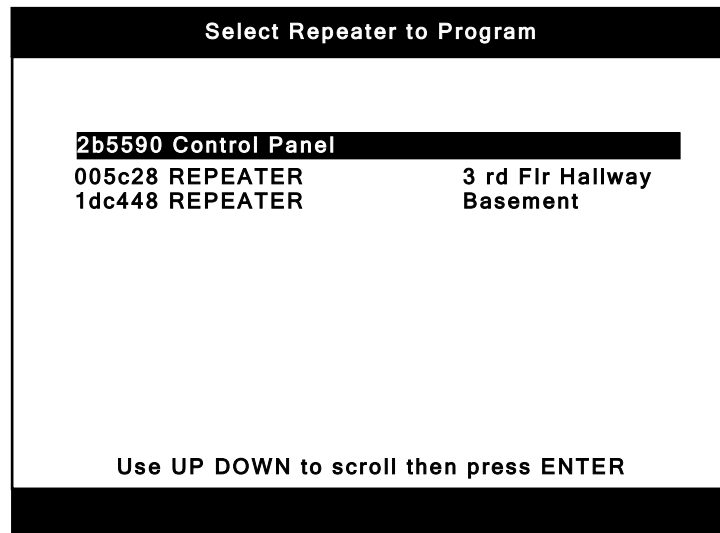 Select Repeater to Program
2b5590 Control Panel
005c28 REPEATER 3 rd Flr Hallway
1dc448 REPEATER Basement
Use UP DOWN to scroll then press ENTER